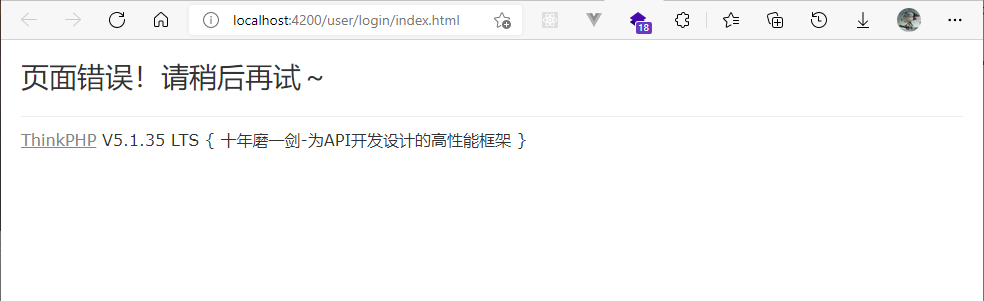 localhost:4200/user/login/index.html
18
页面错误！请稍后再试～
ThinkPHP V5.1.35 LTS { 十年磨一剑-为API开发设计的高性能框架 }